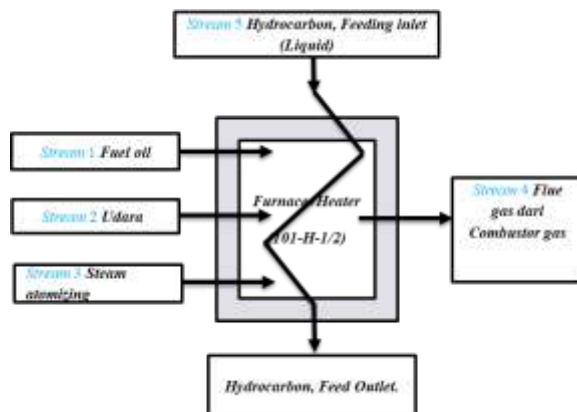 Stream 5 Hydrocarbon, Feeding inlet
(Liquid)
Stream 1 Fuel oil
Stream 2 Udara
Stream 3 Steam
atomizing
Furnace Heater
101-H-1/2)
Stream 4 Flue
gas dari
Combustor gas
Hydrocarbon, Feed Outlet.